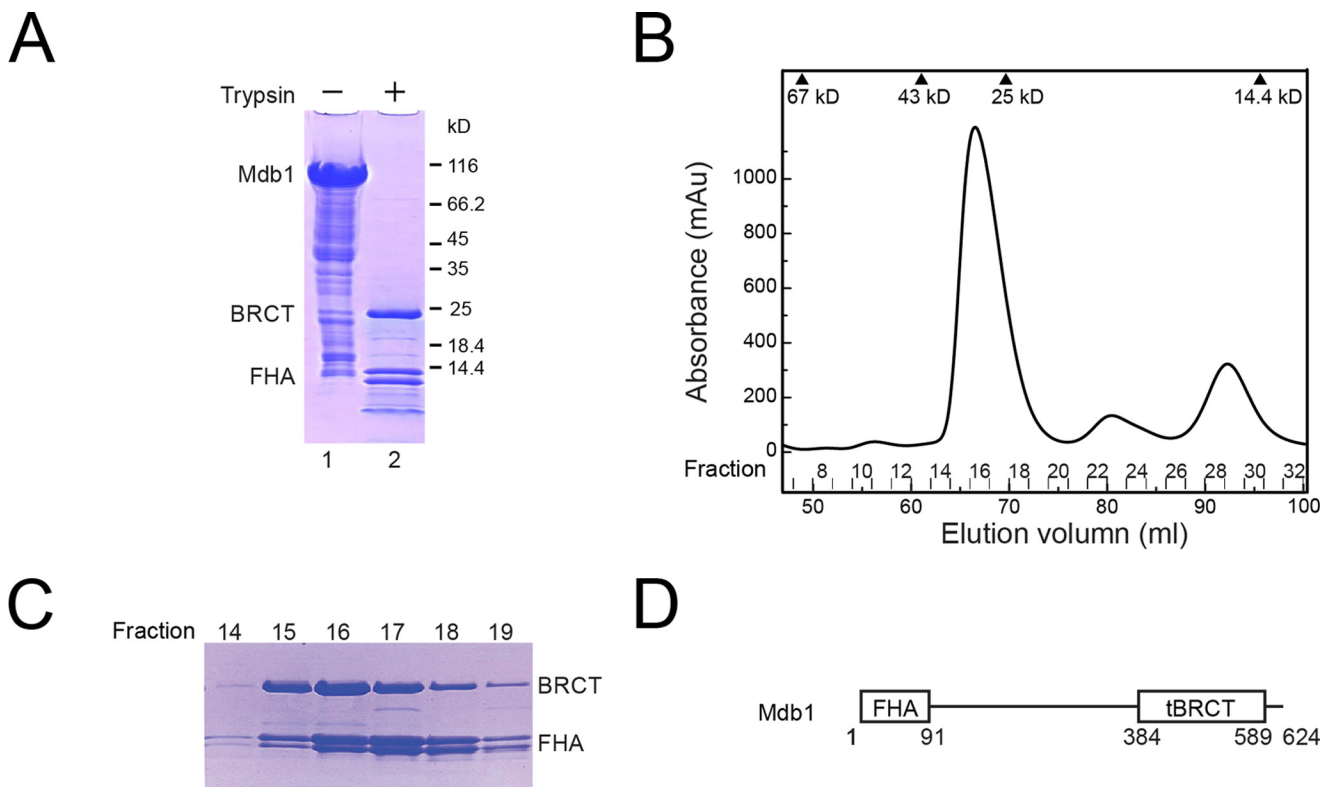 A
Trypsin − +
kD
Mdb1
116
66.2
45
35
BRCT
25
18.4
FHA
14.4
1 2
B
67 kD 43 kD 25 kD 14.4 kD
Absorbance (mAu)
1000
800
600
400
200
0
Fraction 8 10 12 14 16 18 20 22 24 26 28 30 32
50 60 70 80 90 100
Elution volumn (ml)
C
Fraction 14 15 16 17 18 19
BRCT
FHA
D
Mdb1 FHA tBRCT
1 91 384 589 624